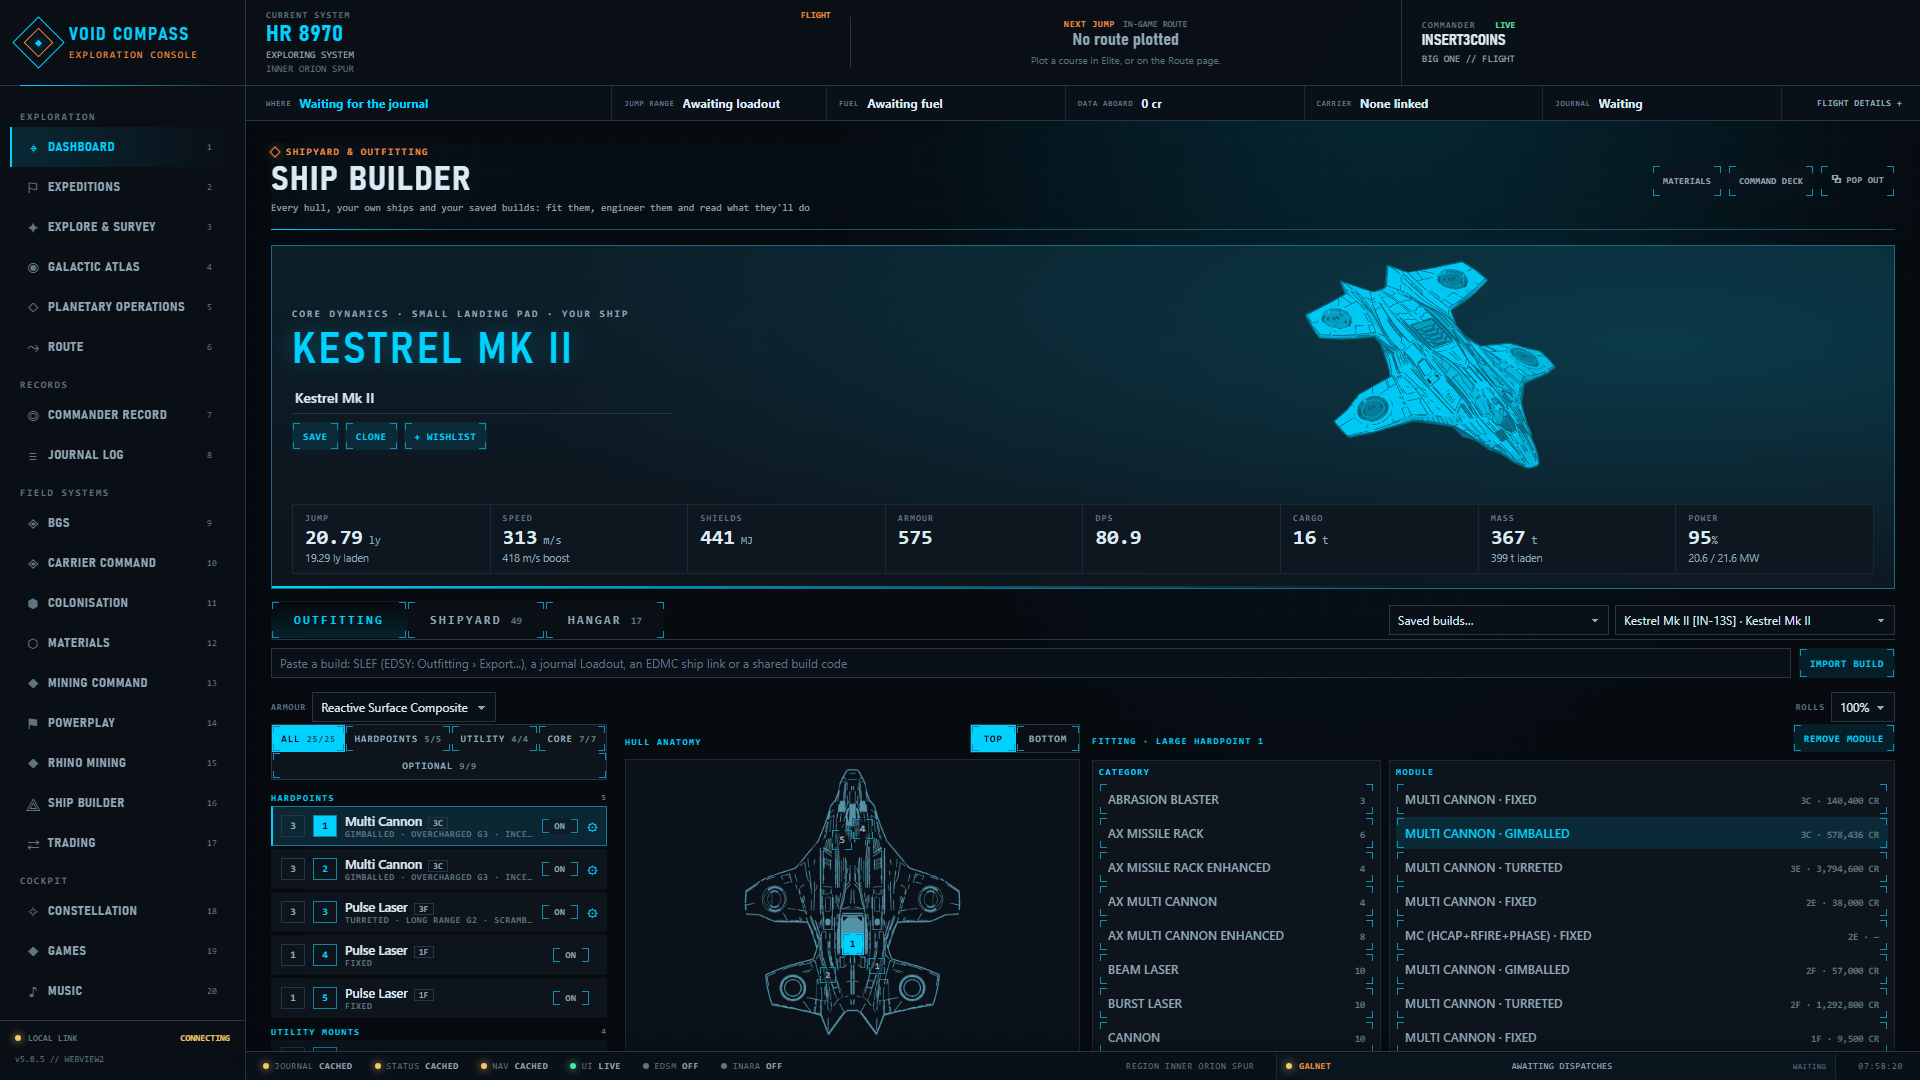 VOID COMPASS
EXPLORATION CONSOLE
CURRENT SYSTEM
HR 8970
EXPLORING SYSTEM
INNER ORION SPUR
FLIGHT
NEXT JUMP IN-GAME ROUTE
No route plotted
Plot a course in Elite, or on the Route page.
COMMANDER LIVE
INSERT3COINS
BIG ONE // FLIGHT
WHERE Waiting for the journal
JUMP RANGE Awaiting loadout
FUEL Awaiting fuel
DATA ABOARD 0 cr
CARRIER None linked
JOURNAL Waiting
FLIGHT DETAILS +
EXPLORATION
DASHBOARD 1
EXPEDITIONS 2
EXPLORE & SURVEY 3
GALACTIC ATLAS 4
PLANETARY OPERATIONS 5
ROUTE 6
RECORDS
COMMANDER RECORD 7
JOURNAL LOG 8
FIELD SYSTEMS
BGS 9
CARRIER COMMAND 10
COLONISATION 11
MATERIALS 12
MINING COMMAND 13
POWERPLAY 14
RHINO MINING 15
SHIP BUILDER 16
TRADING 17
COCKPIT
CONSTELLATION 18
GAMES 19
MUSIC 20
LOCAL LINK CONNECTING
v5.8.5 // WEBVIEW2
SHIPYARD & OUTFITTING
SHIP BUILDER
Every hull, your own ships and your saved builds: fit them, engineer them and read what they'll do
MATERIALS
COMMAND DECK
POP OUT
CORE DYNAMICS · SMALL LANDING PAD · YOUR SHIP
KESTREL MK II
Kestrel Mk II
SAVE
CLONE
+ WISHLIST
JUMP
20.79 ly
19.29 ly laden
SPEED
313 m/s
418 m/s boost
SHIELDS
441 MJ
ARMOUR
575
DPS
80.9
CARGO
16 t
MASS
367 t
399 t laden
POWER
95%
20.6 / 21.6 MW
OUTFITTING
SHIPYARD 49
HANGAR 17
Saved builds...
Kestrel Mk II [IN-13S] · Kestrel Mk II
Paste a build: SLEF (EDSY: Outfitting › Export...), a journal Loadout, an EDMC ship link or a shared build code
IMPORT BUILD
ARMOUR Reactive Surface Composite
ROLLS 100%
ALL 25/25
HARDPOINTS 5/5
UTILITY 4/4
CORE 7/7
OPTIONAL 9/9
HARDPOINTS 5
3 1 Multi Cannon 3C ON
GIMBALLED · OVERCHARGED G3 · INCE…
3 2 Multi Cannon 3C ON
GIMBALLED · OVERCHARGED G3 · INCE…
3 3 Pulse Laser 3F ON
TURRETED · LONG RANGE G2 · SCRAMB…
1 4 Pulse Laser 1F ON
FIXED
1 5 Pulse Laser 1F ON
FIXED
UTILITY MOUNTS 4
HULL ANATOMY
TOP
BOTTOM
4
5
1
2
1
FITTING · LARGE HARDPOINT 1
REMOVE MODULE
CATEGORY
ABRASION BLASTER 3
AX MISSILE RACK 6
AX MISSILE RACK ENHANCED 4
AX MULTI CANNON 4
AX MULTI CANNON ENHANCED 8
BEAM LASER 10
BURST LASER 10
CANNON 10
MODULE
MULTI CANNON · FIXED 3C · 140,400 CR
MULTI CANNON · GIMBALLED 3C · 578,436 CR
MULTI CANNON · TURRETED 3E · 3,794,600 CR
MULTI CANNON · FIXED 2E · 38,000 CR
MC (HCAP+RFIRE+PHASE) · FIXED 2E · —
MULTI CANNON · GIMBALLED 2F · 57,000 CR
MULTI CANNON · TURRETED 2F · 1,292,800 CR
MULTI CANNON · FIXED 1F · 9,500 CR
JOURNAL CACHED
STATUS CACHED
NAV CACHED
UI LIVE
EDSM OFF
INARA OFF
REGION INNER ORION SPUR
GALNET
AWAITING DISPATCHES
WAITING
07:58:20